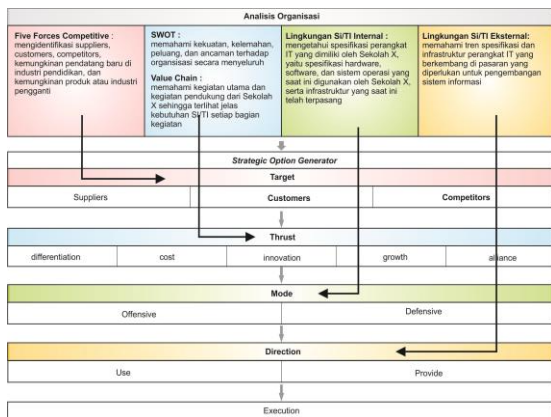 Analisis Organisasi
Five Forces Competitive :
mengidentifikasi suppliers,
customers, competitors,
kemungkinan pendatang baru di
industri pendidikan, dan
kemungkinan produk atau industri
pengganti
SWOT :
memahami kekuatan, kelemahan,
peluang, dan ancaman terhadap
orgnsisasi secara menyeluruh
Value Chain :
memahami kegiatan utama dan
kegiatan pendukung dari Sekolah
X sehingga terlihat jelas
kebutuhan SI/TI setiap bagian
kegiatan
Lingkungan SI/TI Internal :
mengetahui spesifikasi perangkat
IT yang dimiliki oleh Sekolah X,
yaitu spesifikasi hardware,
software, dan sistem operasi yang
saat ini digunakan oleh Sekolah X,
serta infrastruktur yang saat ini
telah terpasang
Lingkungan SI/TI Eksternal:
memahami tren spesifikasi dan
infrastruktur perangkat IT yang
berkembang di pasaran yang
diperlukan untuk pengembangan
sistem informasi
Strategic Option Generator
Target
Suppliers
Customers
Competitors
Thrust
differentiation
cost
innovation
growth
alliance
Mode
Offensive
Defensive
Direction
Use
Provide
Execution